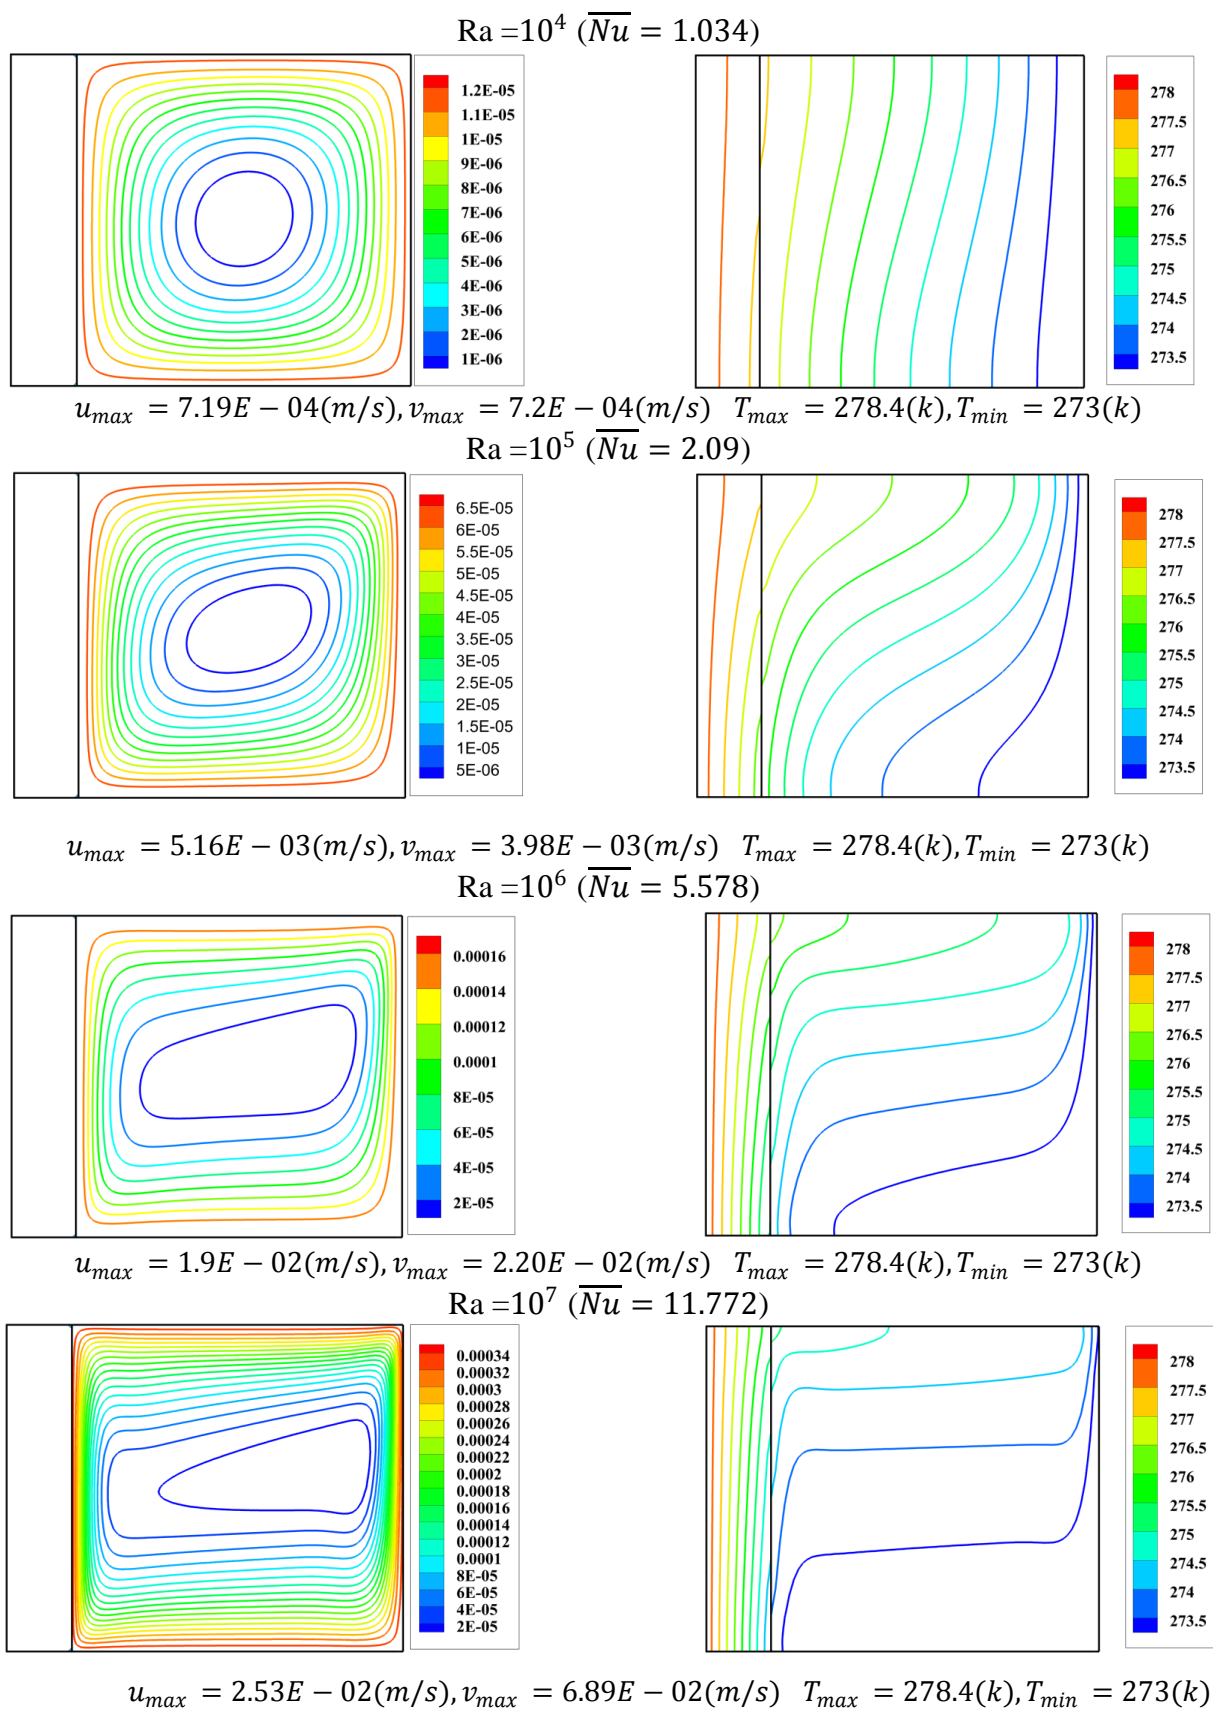 Ra =10⁴ (N̅u̅ = 1.034)
1.2E-05
1.1E-05
1E-05
9E-06
8E-06
7E-06
6E-06
5E-06
4E-06
3E-06
2E-06
1E-06
278
277.5
277
276.5
276
275.5
275
274.5
274
273.5
u_max = 7.19E − 04(m/s), v_max = 7.2E − 04(m/s) T_max = 278.4(k), T_min = 273(k)
Ra =10⁵ (N̅u̅ = 2.09)
6.5E-05
6E-05
5.5E-05
5E-05
4.5E-05
4E-05
3.5E-05
3E-05
2.5E-05
2E-05
1.5E-05
1E-05
5E-06
278
277.5
277
276.5
276
275.5
275
274.5
274
273.5
u_max = 5.16E − 03(m/s), v_max = 3.98E − 03(m/s) T_max = 278.4(k), T_min = 273(k)
Ra =10⁶ (N̅u̅ = 5.578)
0.00016
0.00014
0.00012
0.0001
8E-05
6E-05
4E-05
2E-05
278
277.5
277
276.5
276
275.5
275
274.5
274
273.5
u_max = 1.9E − 02(m/s), v_max = 2.20E − 02(m/s) T_max = 278.4(k), T_min = 273(k)
Ra =10⁷ (N̅u̅ = 11.772)
0.00034
0.00032
0.0003
0.00028
0.00026
0.00024
0.00022
0.0002
0.00018
0.00016
0.00014
0.00012
0.0001
8E-05
6E-05
4E-05
2E-05
278
277.5
277
276.5
276
275.5
275
274.5
274
273.5
u_max = 2.53E − 02(m/s), v_max = 6.89E − 02(m/s) T_max = 278.4(k), T_min = 273(k)